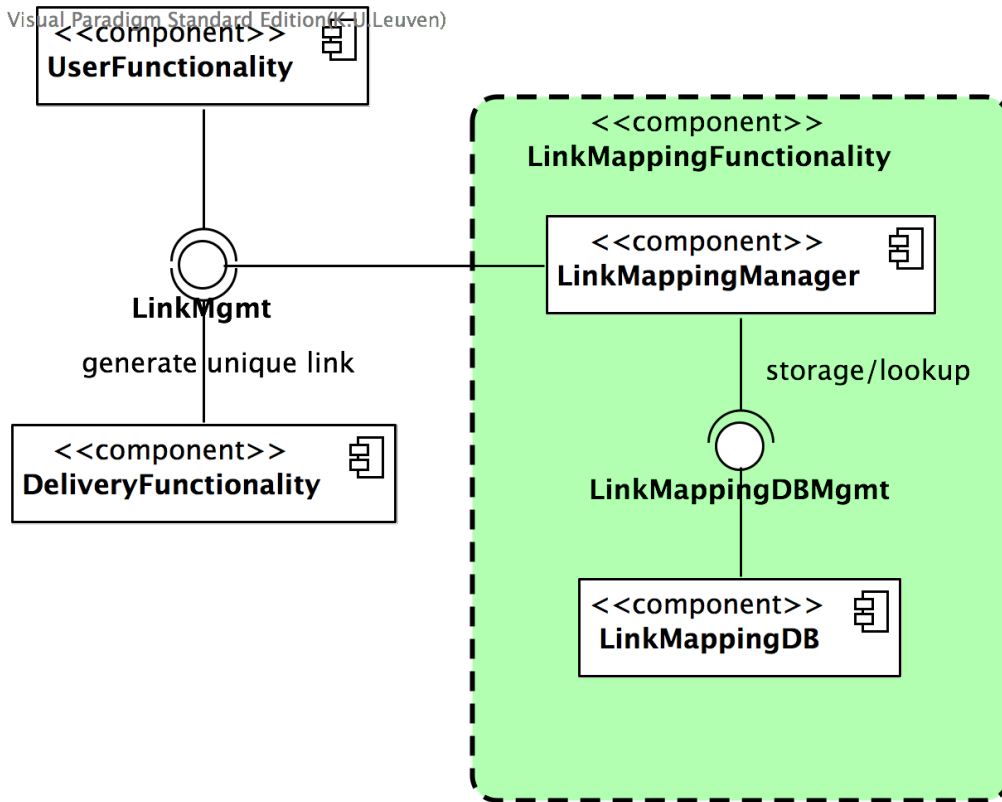 Visual Paradigm Standard Edition(K.U.Leuven)
<<component>>
UserFunctionality
<<component>>
LinkMappingFunctionality
<<component>>
LinkMappingManager
LinkMgmt
generate unique link
storage/lookup
<<component>>
DeliveryFunctionality
LinkMappingDBMgmt
<<component>>
LinkMappingDB